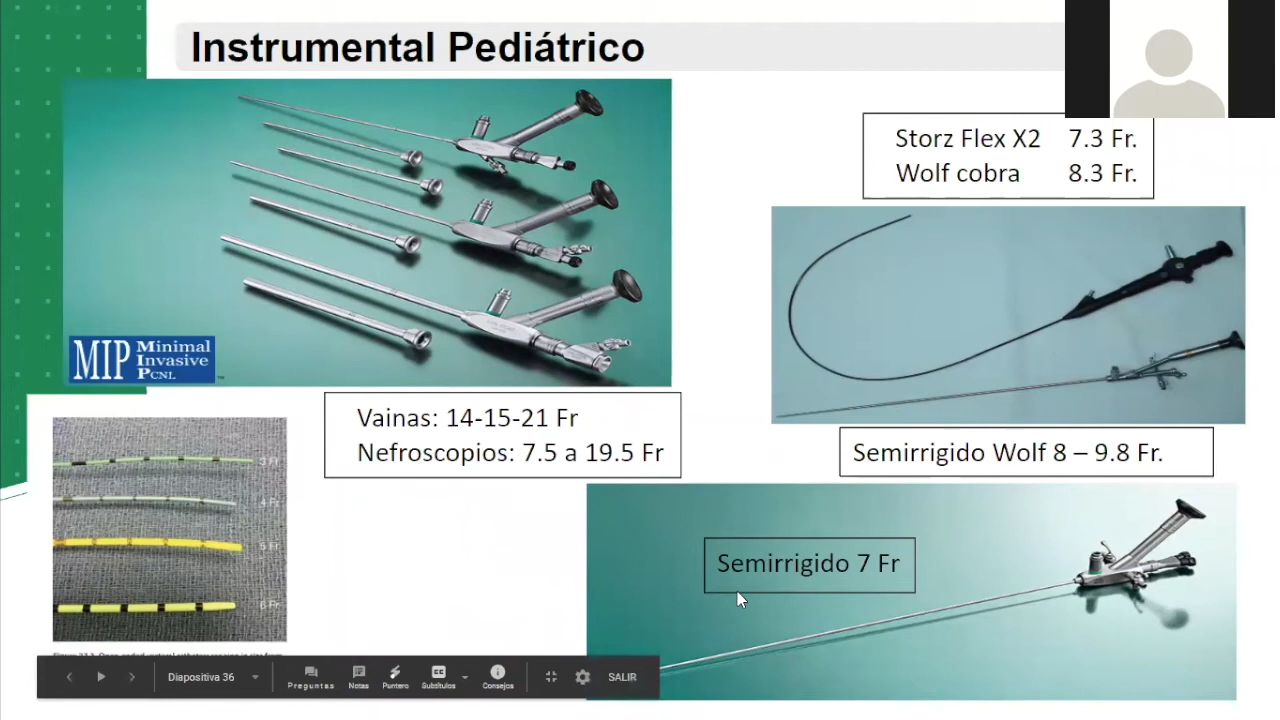 Instrumental Pediátrico
Storz Flex X2 7.3 Fr.
Wolf cobra 8.3 Fr.
MIP Minimal
Invasive
PCNL
Vainas: 14-15-21 Fr
Nefroscopios: 7.5 a 19.5 Fr
Semirrigido Wolf 8 – 9.8 Fr.
3 Fr
4 Fr
5 Fr
6 Fr
Semirrigido 7 Fr
Diapositiva 36
Preguntas
Notas
Puntero
Subtítulos
Consejos
SALIR